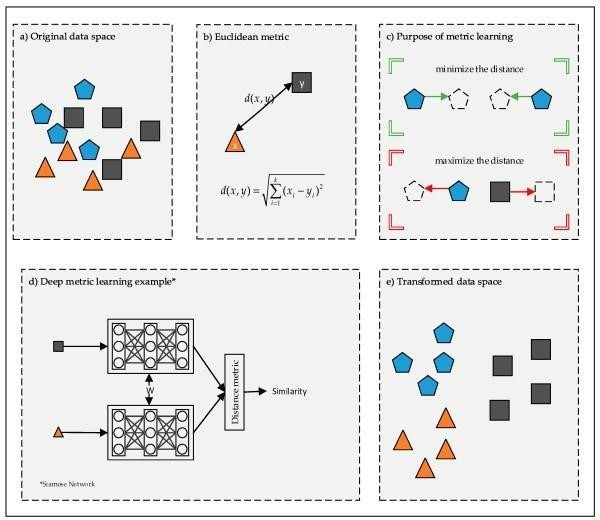 a) Original data space
b) Euclidean metric
y
d(x, y)
x
d(x, y) = √∑_{i=1}^{k}(x_i − y_i)^2
c) Purpose of metric learning
minimize the distance
maximize the distance
d) Deep metric learning example*
W
Distance metric
Similarity
*Siamese Network
e) Transformed data space